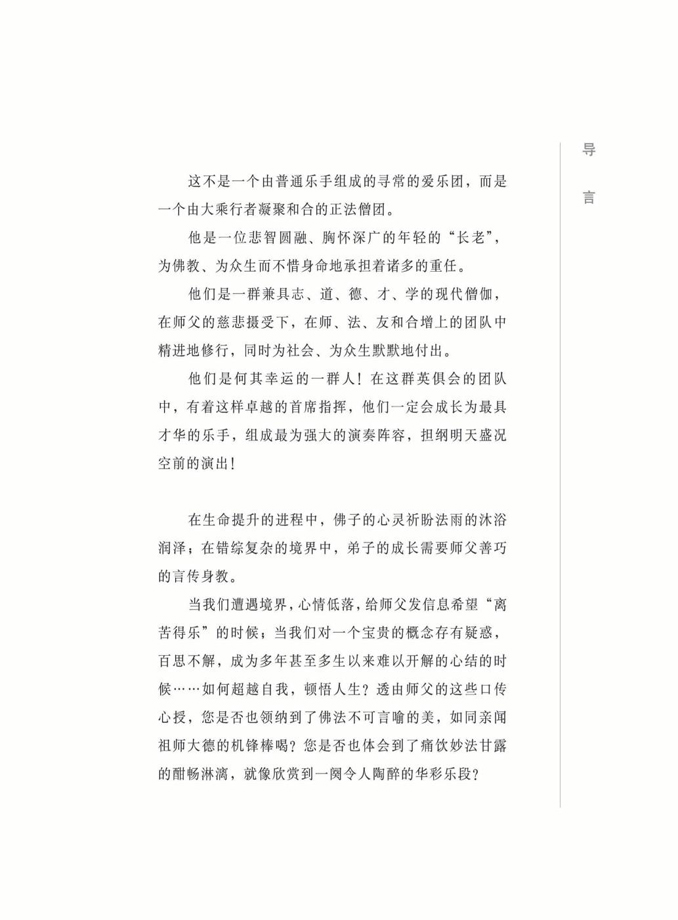 导言
这不是一个由普通乐手组成的寻常的爱乐团，而是
一个由大乘行者凝聚和合的正法僧团。
他是一位悲智圆融、胸怀深广的年轻的“长老”，
为佛教、为众生而不惜身命地承担着诸多的重任。
他们是一群兼具志、道、德、才、学的现代僧伽，
在师父的慈悲摄受下，在师、法、友和合增上的团队中
精进地修行，同时为社会、为众生默默地付出。
他们是何其幸运的一群人！在这群英俱会的团队
中，有着这样卓越的首席指挥，他们一定会成长为最具
才华的乐手，组成最为强大的演奏阵容，担纲明天盛况
空前的演出！
在生命提升的进程中，佛子的心灵祈盼法雨的沐浴
润泽；在错综复杂的境界中，弟子的成长需要师父善巧
的言传身教。
当我们遭遇境界，心情低落，给师父发信息希望“离
苦得乐”的时候；当我们对一个宝贵的概念存有疑惑，
百思不解，成为多年甚至多生以来难以开解的心结的时
候……如何超越自我，顿悟人生？透由师父的这些口传
心授，您是否也领纳到了佛法不可言喻的美，如同亲闻
祖师大德的机锋棒喝？您是否也体会到了痛饮妙法甘露
的酣畅淋漓，就像欣赏到一阕令人陶醉的华彩乐段？